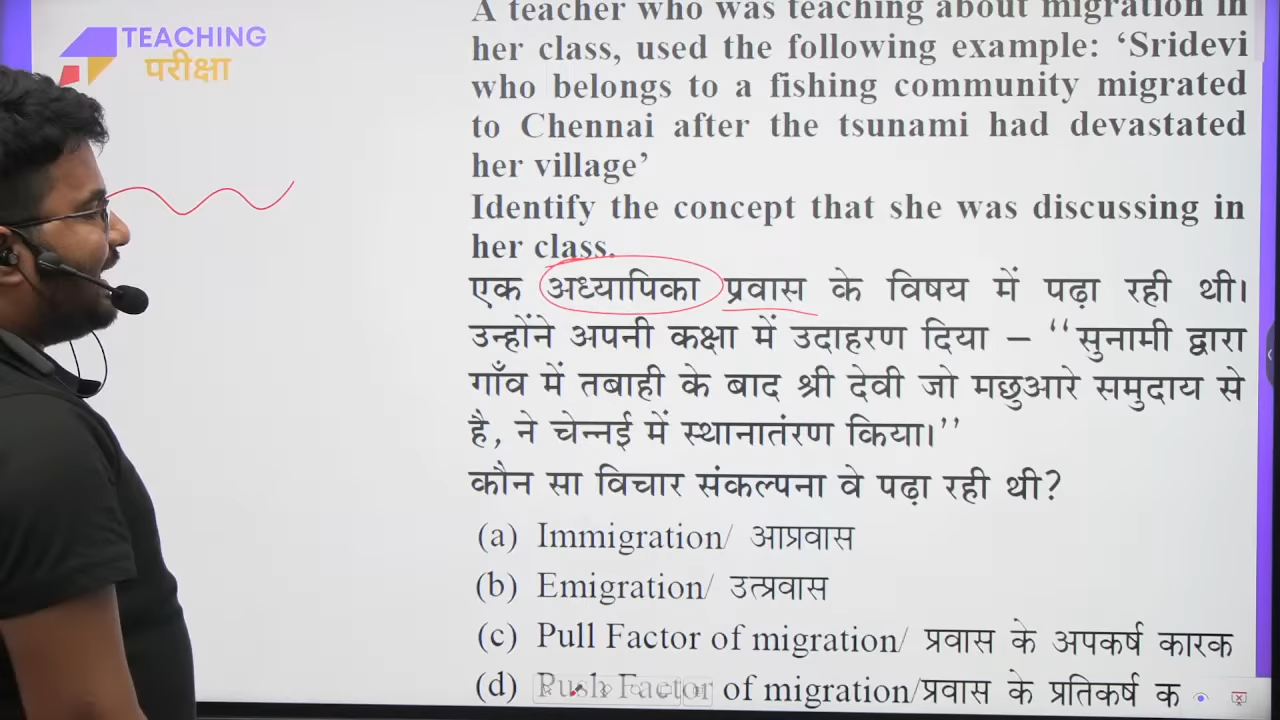 TEACHING
परीक्षा
A teacher who was teaching about migration in
her class, used the following example: ‘Sridevi
who belongs to a fishing community migrated
to Chennai after the tsunami had devastated
her village’
Identify the concept that she was discussing in
her class.
एक अध्यापिका प्रवास के विषय में पढ़ा रही थी।
उन्होंने अपनी कक्षा में उदाहरण दिया – ‘‘सुनामी द्वारा
गाँव में तबाही के बाद श्री देवी जो मछुआरे समुदाय से
है, ने चेन्नई में स्थानातंरण किया।’’
कौन सा विचार संकल्पना वे पढ़ा रही थी?
(a) Immigration/ आप्रवास
(b) Emigration/ उत्प्रवास
(c) Pull Factor of migration/ प्रवास के अपकर्ष कारक
(d) Push Factor of migration/प्रवास के प्रतिकर्ष क